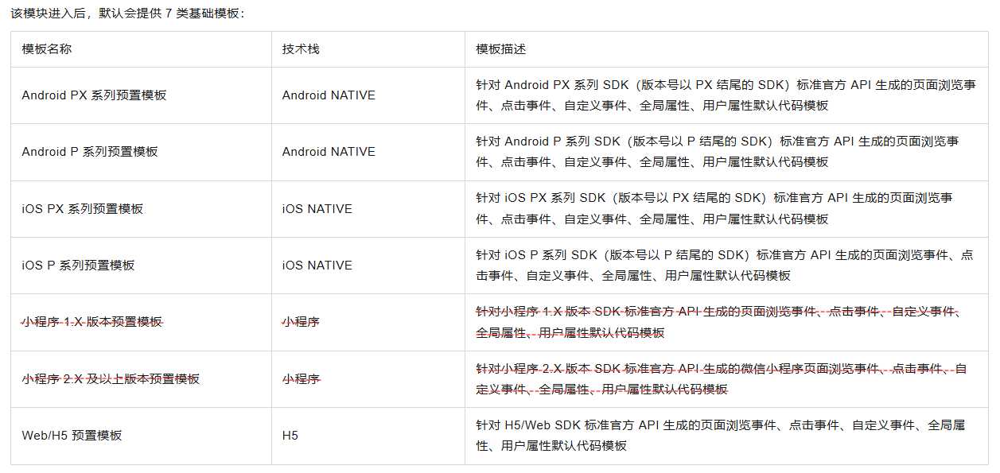 该模块进入后，默认会提供 7 类基础模板：
模板名称
技术栈
模板描述
Android PX 系列预置模板
Android NATIVE
针对 Android PX 系列 SDK（版本号以 PX 结尾的 SDK）标准官方 API 生成的页面浏览事
件、点击事件、自定义事件、全局属性、用户属性默认代码模板
Android P 系列预置模板
Android NATIVE
针对 Android P 系列 SDK（版本号以 P 结尾的 SDK）标准官方 API 生成的页面浏览事
件、点击事件、自定义事件、全局属性、用户属性默认代码模板
iOS PX 系列预置模板
iOS NATIVE
针对 iOS PX 系列 SDK（版本号以 PX 结尾的 SDK）标准官方 API 生成的页面浏览事
件、点击事件、自定义事件、全局属性、用户属性默认代码模板
iOS P 系列预置模板
iOS NATIVE
针对 iOS P 系列 SDK（版本号以 P 结尾的 SDK）标准官方 API 生成的页面浏览事件、点
击事件、自定义事件、全局属性、用户属性默认代码模板
小程序 1.X 版本预置模板
小程序
针对小程序 1.X 版本 SDK 标准官方 API 生成的页面浏览事件、点击事件、自定义事件、
全局属性、用户属性默认代码模板
小程序 2.X 及以上版本预置模板
小程序
针对小程序 2.X 版本 SDK 标准官方 API 生成的微信小程序页面浏览事件、点击事件、自
定义事件、全局属性、用户属性默认代码模板
Web/H5 预置模板
H5
针对 H5/Web SDK 标准官方 API 生成的页面浏览事件、点击事件、自定义事件、全局属
性、用户属性默认代码模板